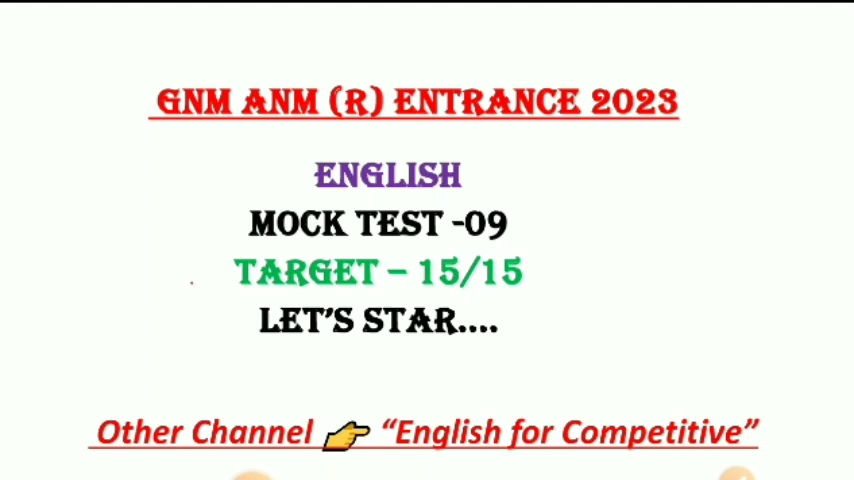 GNM ANM (R) ENTRANCE 2023
ENGLISH
MOCK TEST -09
TARGET – 15/15
LET'S STAR....
Other Channel 👉 “English for Competitive”